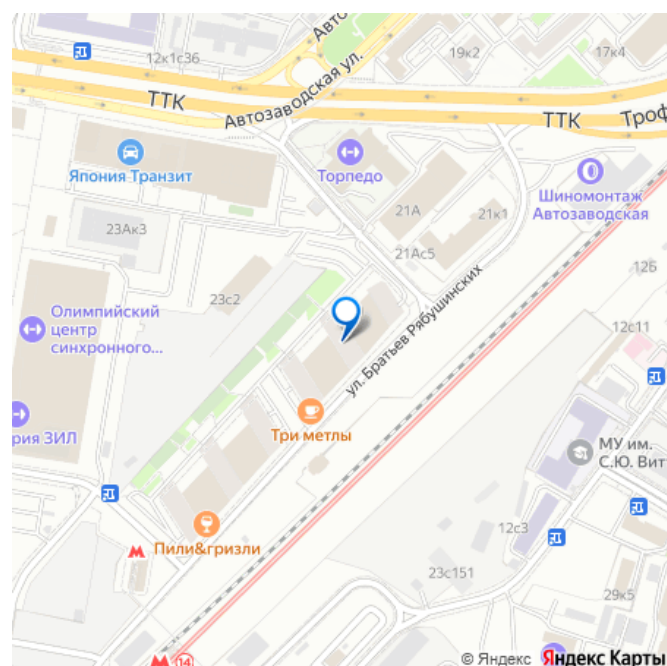 12к1с36
Автозаводская ул.
19к2
17к4
ТТК
ТТК
Япония Транзит
Торпедо
Шиномонтаж
Автозаводская
21А
21к1
23Ак3
21Ас5
12Б
23с2
Олимпийский
центр
синхронного...
ул. Братьев Рябушинских
12с11
Три метлы
МУ им.
С.Ю. Вит
рия ЗИЛ
Пили&гризли
12с3
23с151
29к5
14
© Яндекс
Яндекс Карты